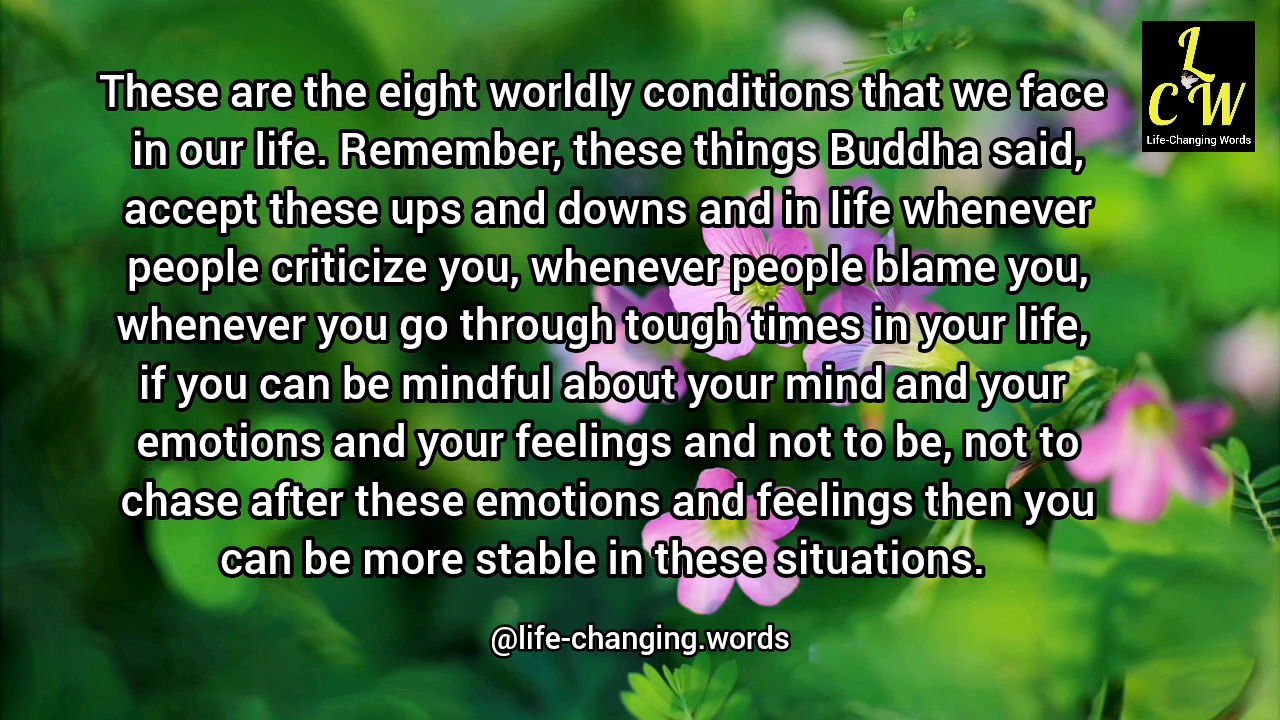 These are the eight worldly conditions that we face
in our life. Remember, these things Buddha said,
accept these ups and downs and in life whenever
people criticize you, whenever people blame you,
whenever you go through tough times in your life,
if you can be mindful about your mind and your
emotions and your feelings and not to be, not to
chase after these emotions and feelings then you
can be more stable in these situations.
@life-changing.words
L
C W
Life-Changing Words